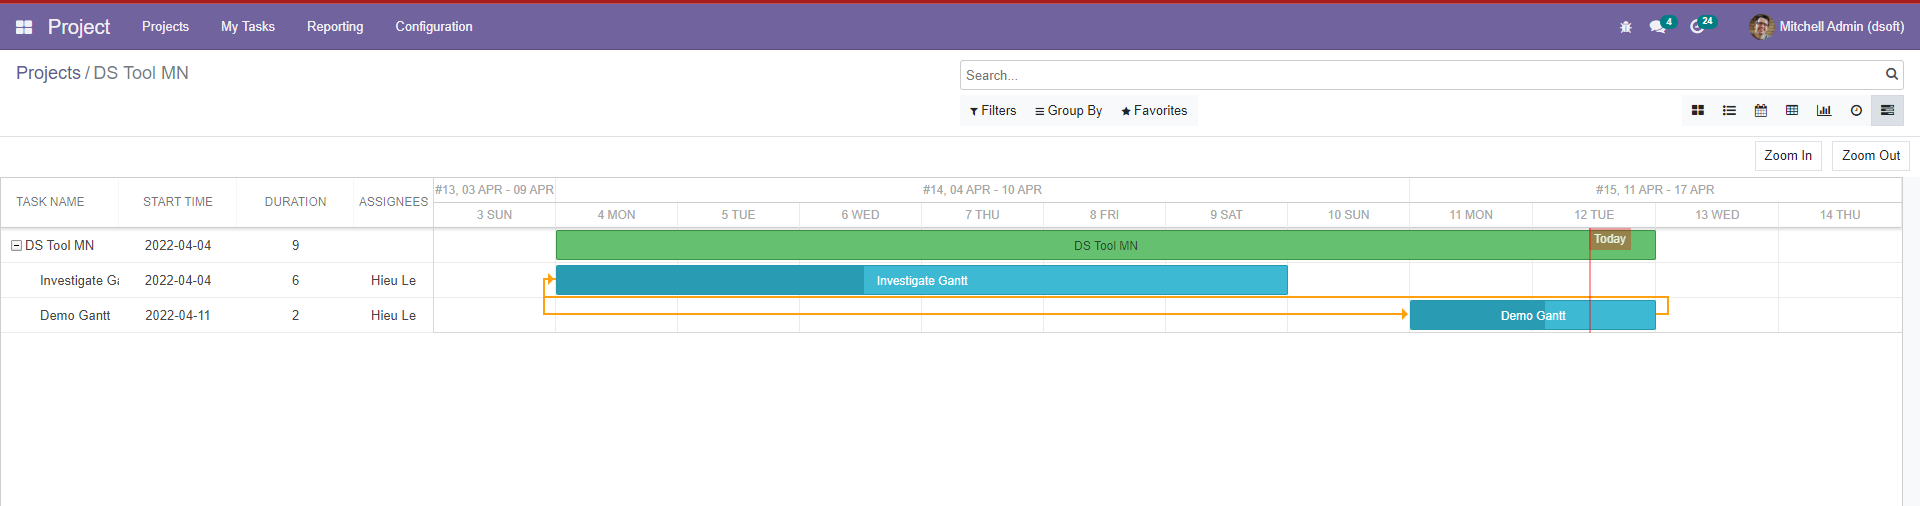 Project Projects My Tasks Reporting Configuration 4 24 Mitchell Admin (dsoft)
Projects / DS Tool MN
Search...
Filters Group By Favorites
Zoom In Zoom Out
#13, 03 APR - 09 APR #14, 04 APR - 10 APR #15, 11 APR - 17 APR
TASK NAME START TIME DURATION ASSIGNEES
3 SUN 4 MON 5 TUE 6 WED 7 THU 8 FRI 9 SAT 10 SUN 11 MON 12 TUE 13 WED 14 THU
DS Tool MN 2022-04-04 9 DS Tool MN Today
Investigate Ga 2022-04-04 6 Hieu Le Investigate Gantt
Demo Gantt 2022-04-11 2 Hieu Le Demo Gantt